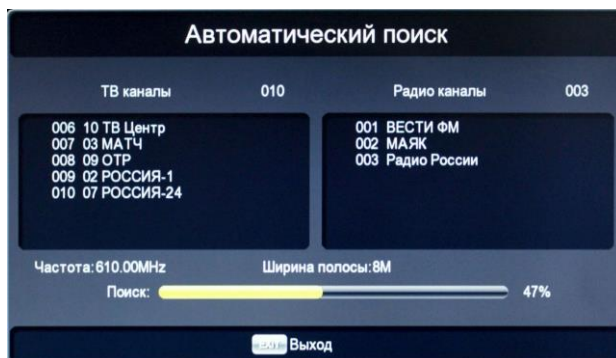 Автоматический поиск
ТВ каналы 010 Радио каналы 003
006 10 ТВ Центр
007 03 МАТЧ
008 09 ОТР
009 02 РОССИЯ-1
010 07 РОССИЯ-24
001 ВЕСТИ ФМ
002 МАЯК
003 Радио России
Частота:610.00MHz Ширина полосы:8M
Поиск: 47%
EXIT Выход